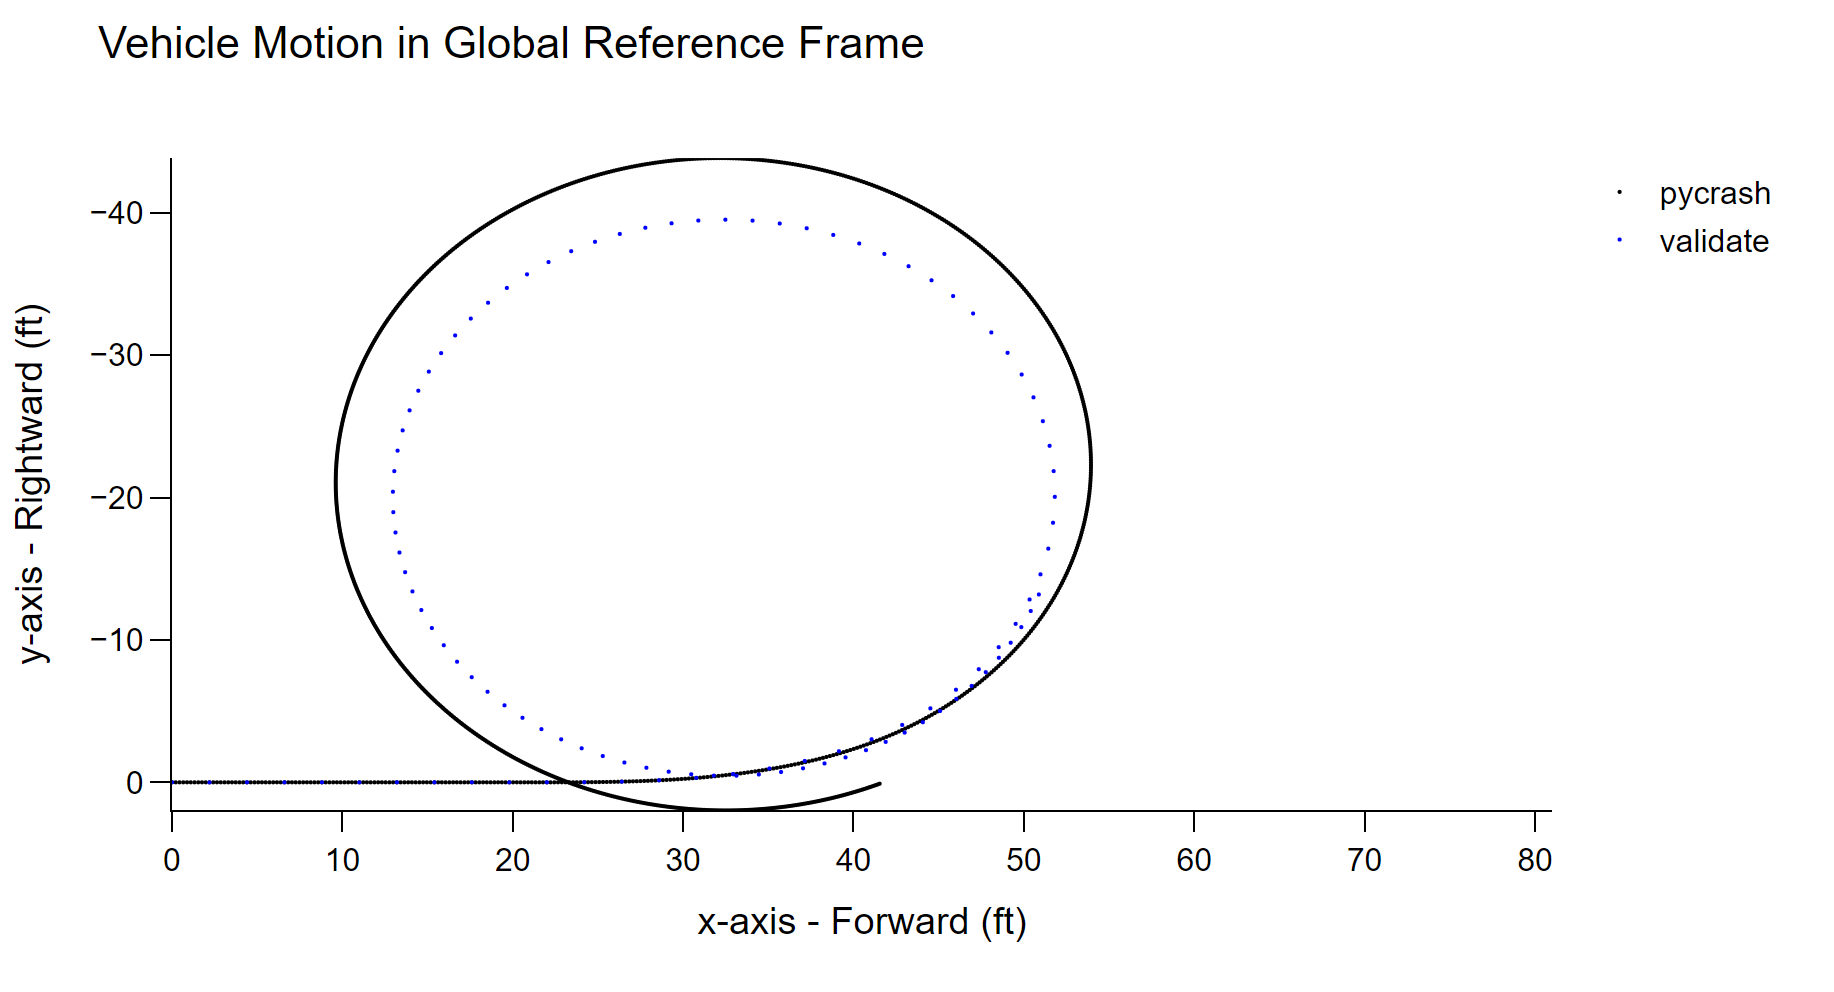 Vehicle Motion in Global Reference Frame
pycrash
validate
y-axis - Rightward (ft)
−40
−30
−20
−10
0
0 10 20 30 40 50 60 70 80
x-axis - Forward (ft)